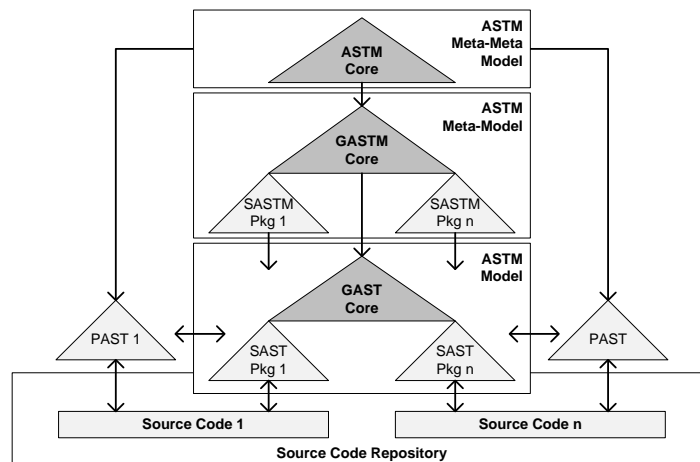 ASTM
Meta-Meta
Model
ASTM
Core
ASTM
Meta-Model
GASTM
Core
SASTM
Pkg 1
SASTM
Pkg n
ASTM
Model
GAST
Core
PAST 1
SAST
Pkg 1
SAST
Pkg n
PAST
Source Code 1
Source Code n
Source Code Repository